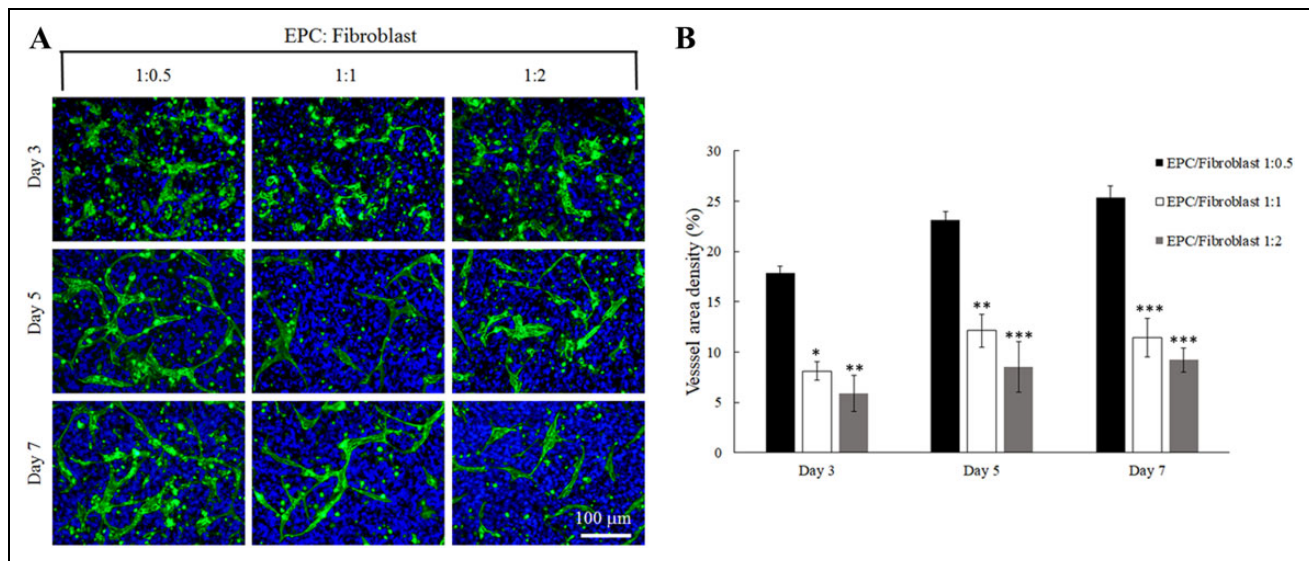 A
EPC: Fibroblast
1:0.5
1:1
1:2
Day 3
Day 5
Day 7
100 μm
B
Vesssel area density (%)
30
25
20
15
10
5
0
*
**
**
***
***
***
Day 3
Day 5
Day 7
EPC/Fibroblast 1:0.5
EPC/Fibroblast 1:1
EPC/Fibroblast 1:2